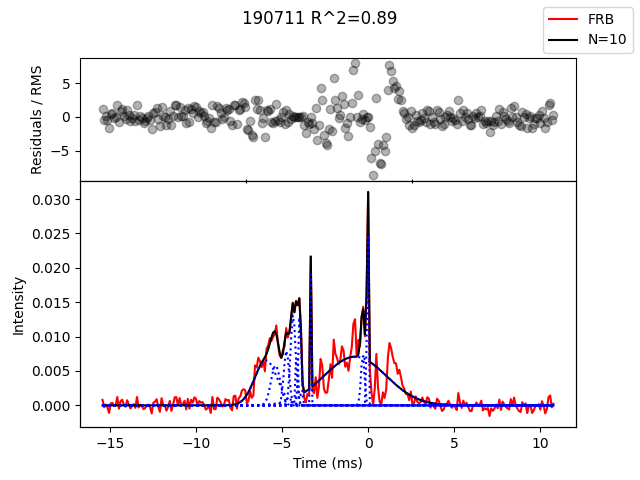 190711 R^2=0.89
FRB
N=10
Residuals / RMS
5
0
−5
Intensity
0.030
0.025
0.020
0.015
0.010
0.005
0.000
−15 −10 −5 0 5 10
Time (ms)